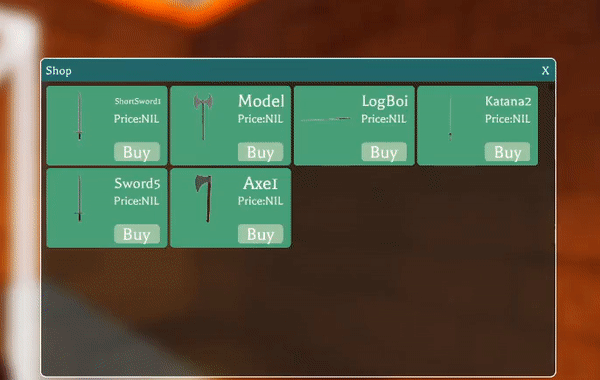 Shop X
ShortSword1
Price:NIL
Buy
Model
Price:NIL
Buy
LogBoi
Price:NIL
Buy
Katana2
Price:NIL
Buy
Sword5
Price:NIL
Buy
Axe1
Price:NIL
Buy